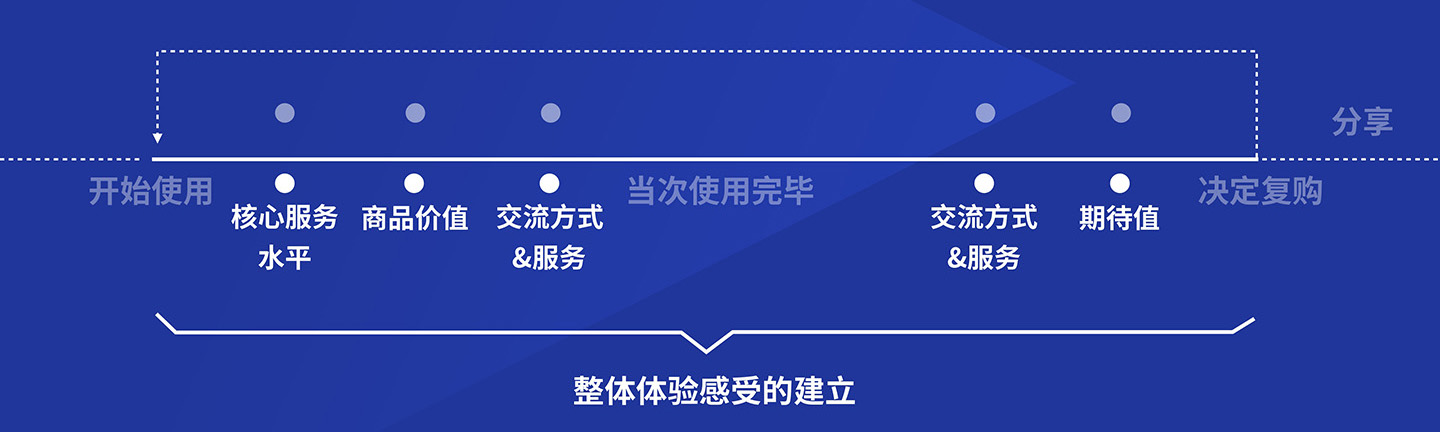 分享
开始使用
当次使用完毕
决定复购
核心服务
水平
商品价值
交流方式
&服务
交流方式
&服务
期待值
整体体验感受的建立